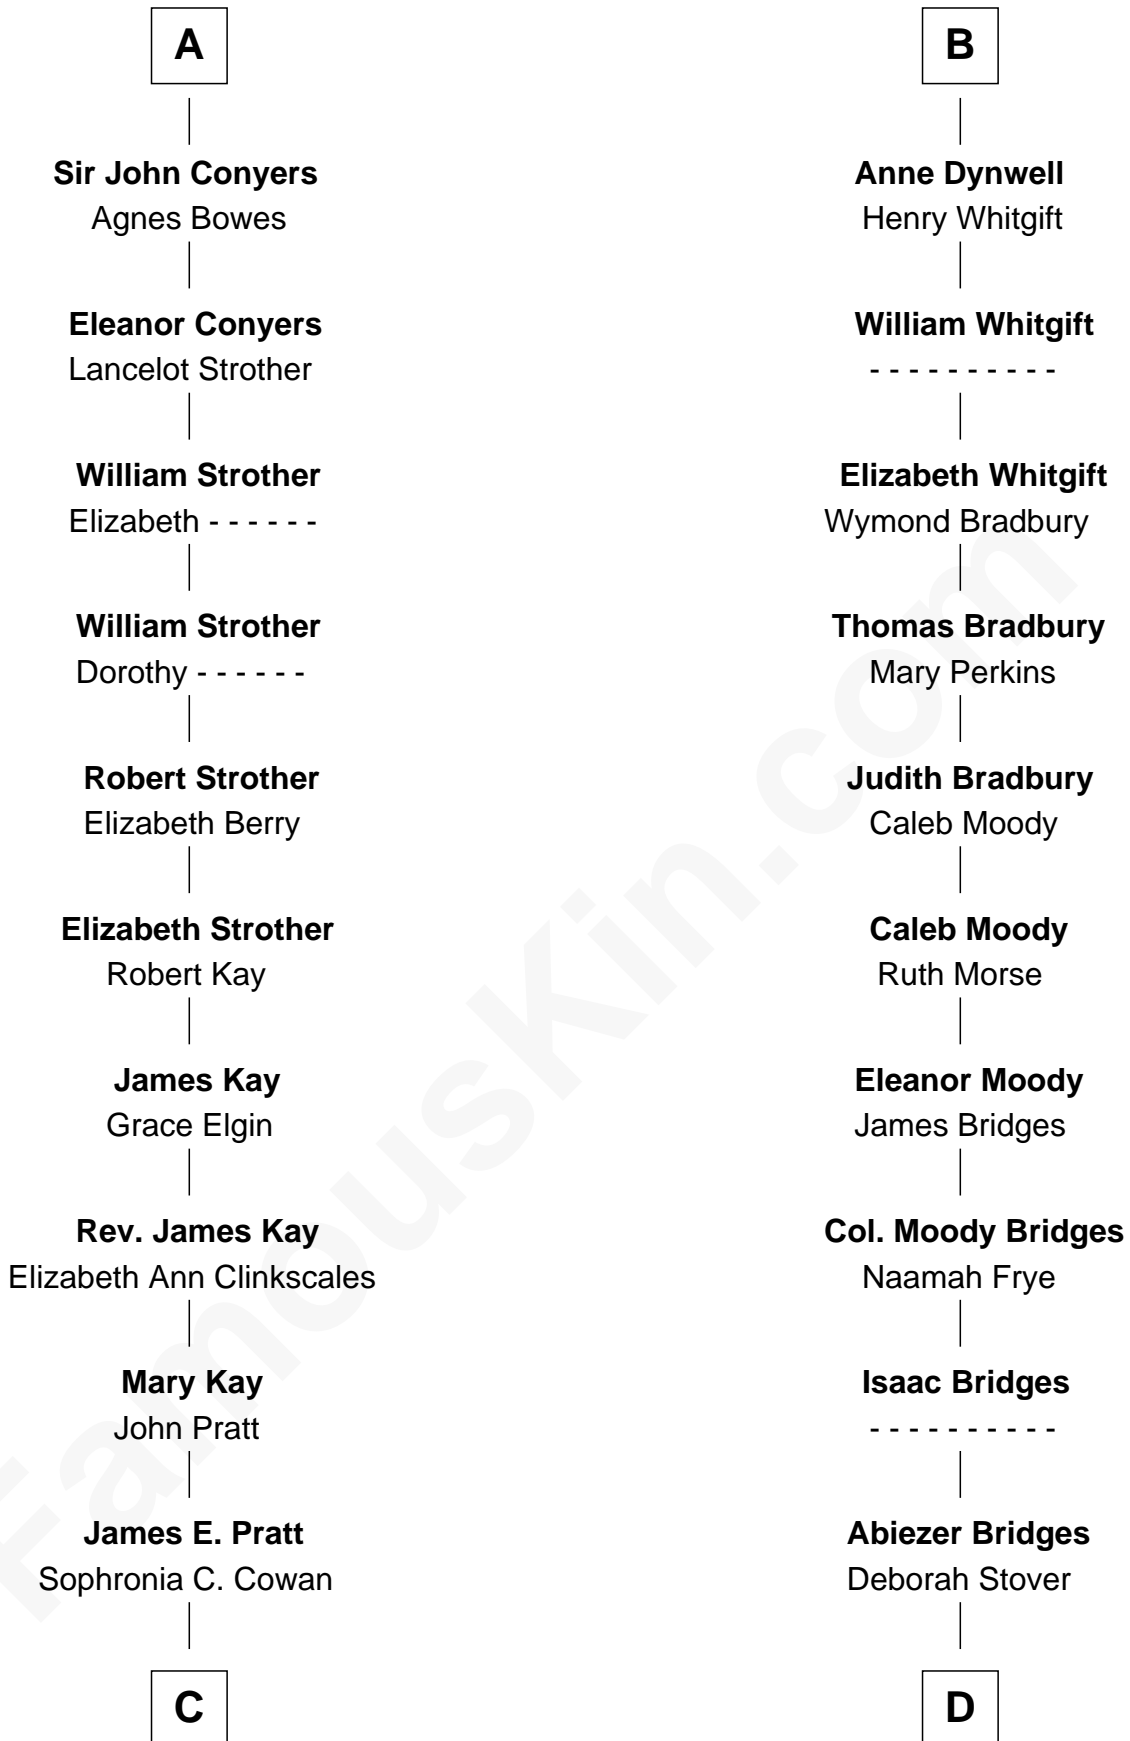 A
Sir John Conyers
Agnes Bowes
Eleanor Conyers
Lancelot Strother
William Strother
Elizabeth - - - - - -
William Strother
Dorothy - - - - - -
Robert Strother
Elizabeth Berry
Elizabeth Strother
Robert Kay
James Kay
Grace Elgin
Rev. James Kay
Elizabeth Ann Clinkscales
Mary Kay
John Pratt
James E. Pratt
Sophronia C. Cowan
C
B
Anne Dynwell
Henry Whitgift
William Whitgift
- - - - - - - - - -
Elizabeth Whitgift
Wymond Bradbury
Thomas Bradbury
Mary Perkins
Judith Bradbury
Caleb Moody
Caleb Moody
Ruth Morse
Eleanor Moody
James Bridges
Col. Moody Bridges
Naamah Frye
Isaac Bridges
- - - - - - - - - -
Abiezer Bridges
Deborah Stover
D
FamousKin.com